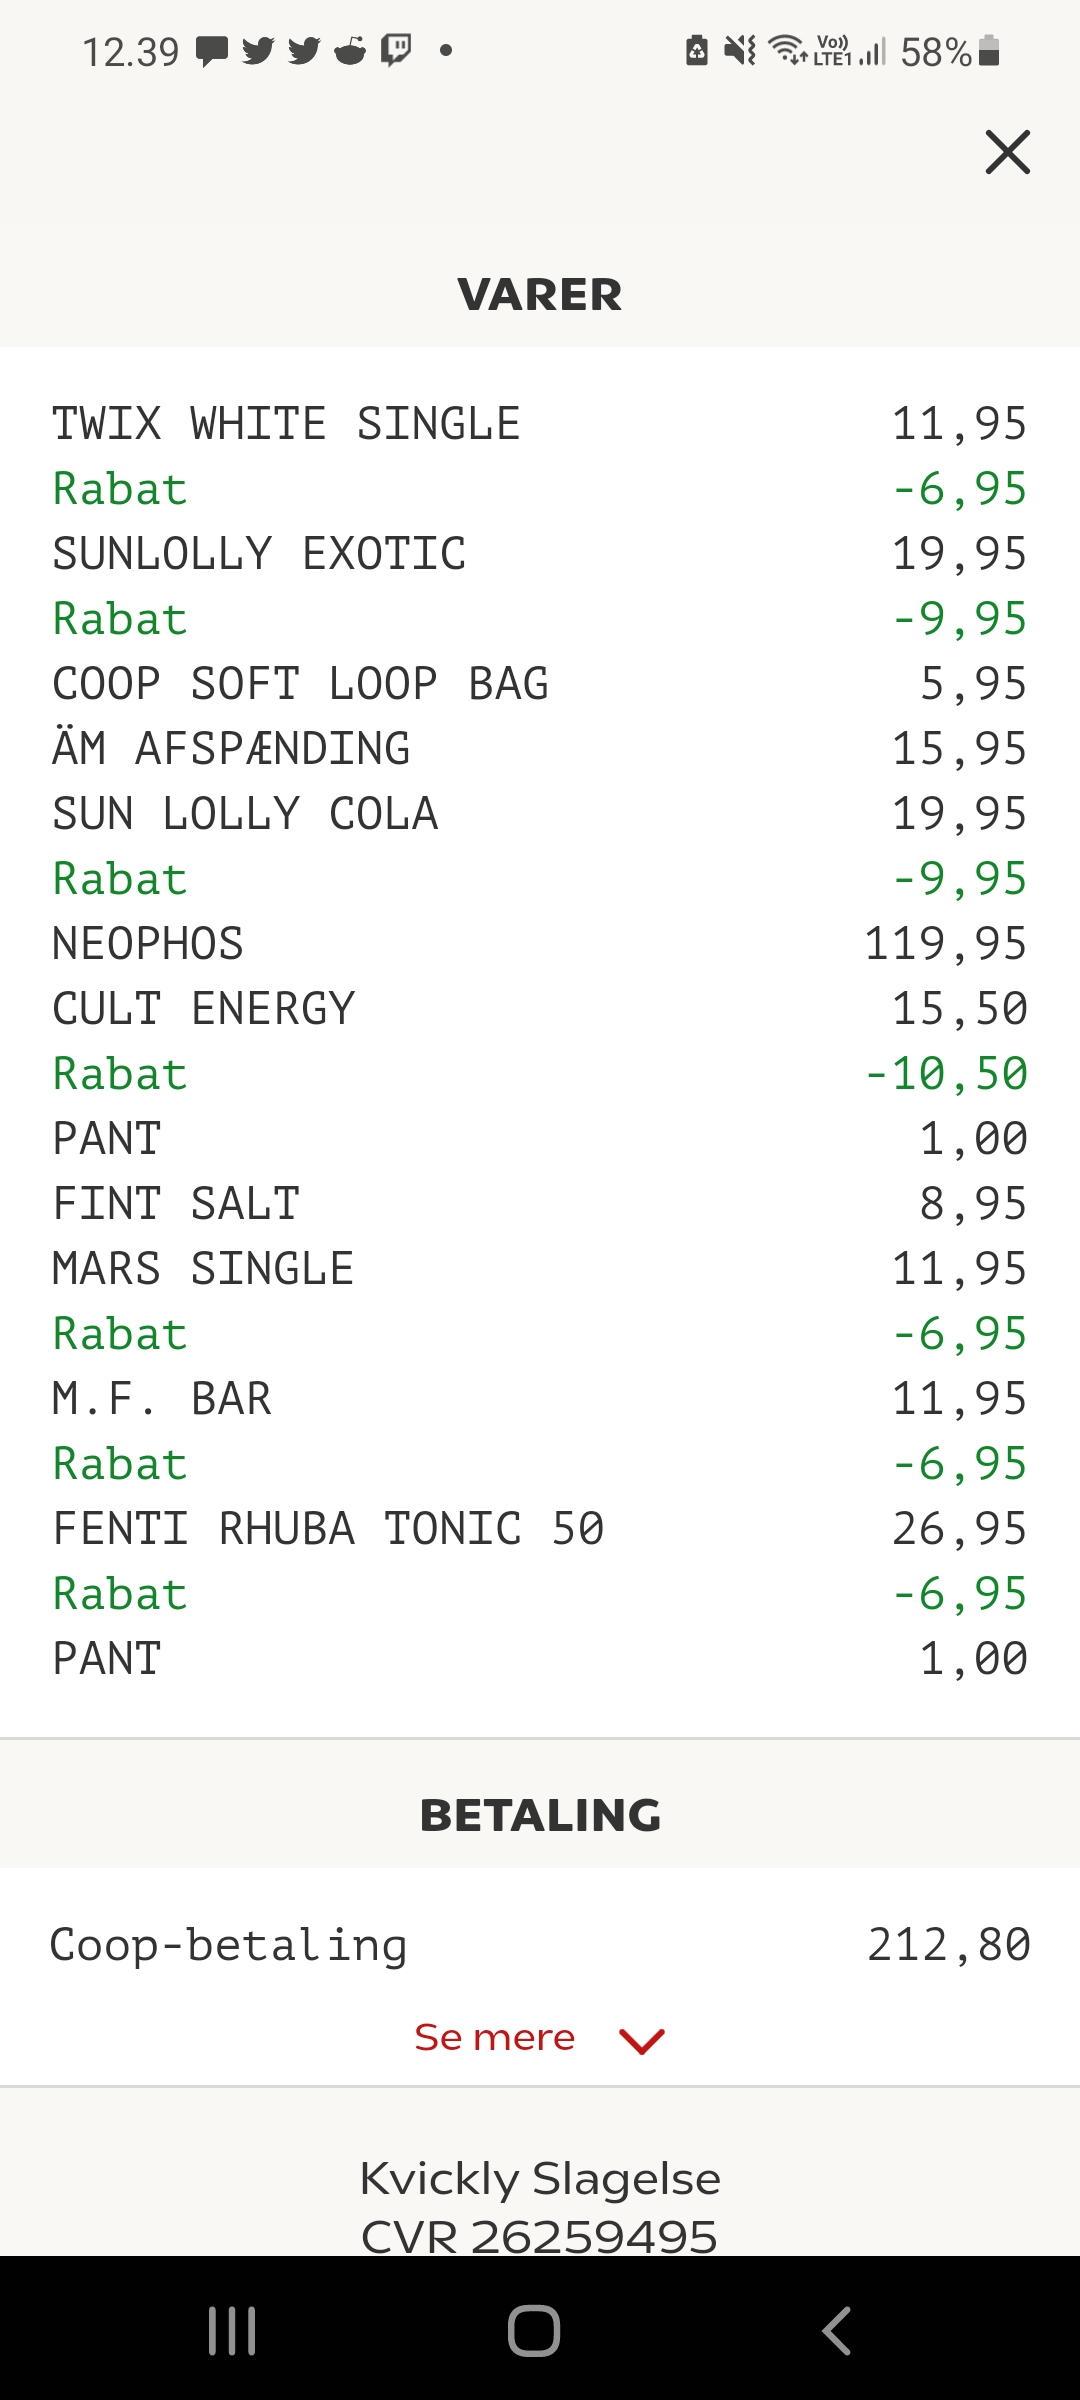 12.39
Vo)) LTE1 58%
VARER
TWIX WHITE SINGLE 11,95
Rabat -6,95
SUNLOLLY EXOTIC 19,95
Rabat -9,95
COOP SOFT LOOP BAG 5,95
ÄM AFSPÆNDING 15,95
SUN LOLLY COLA 19,95
Rabat -9,95
NEOPHOS 119,95
CULT ENERGY 15,50
Rabat -10,50
PANT 1,00
FINT SALT 8,95
MARS SINGLE 11,95
Rabat -6,95
M.F. BAR 11,95
Rabat -6,95
FENTI RHUBA TONIC 50 26,95
Rabat -6,95
PANT 1,00
BETALING
Coop-betaling 212,80
Se mere
Kvickly Slagelse
CVR 26259495